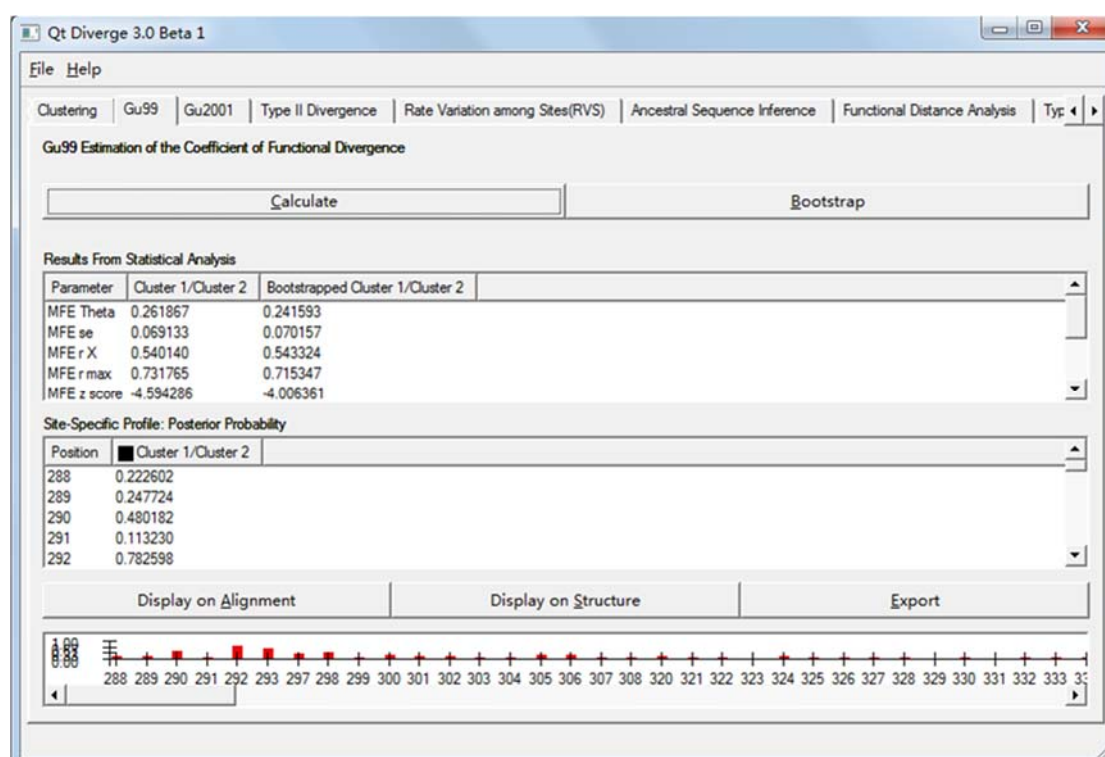 Qt Diverge 3.0 Beta 1
File Help
Clustering Gu99 Gu2001 Type II Divergence Rate Variation among Sites(RVS) Ancestral Sequence Inference Functional Distance Analysis Typ
Gu99 Estimation of the Coefficient of Functional Divergence
Calculate Bootstrap
Results From Statistical Analysis
Parameter Cluster 1/Cluster 2 Bootstrapped Cluster 1/Cluster 2
MFE Theta 0.261867 0.241593
MFE se 0.069133 0.070157
MFE r X 0.540140 0.543324
MFE r max 0.731765 0.715347
MFE z score -4.594286 -4.006361
Site-Specific Profile: Posterior Probability
Position Cluster 1/Cluster 2
288 0.222602
289 0.247724
290 0.480182
291 0.113230
292 0.782598
Display on Alignment Display on Structure Export
1.00
0.00
288 289 290 291 292 293 297 298 299 300 301 302 303 304 305 306 307 308 320 321 322 323 324 325 326 327 328 329 330 331 332 333 33